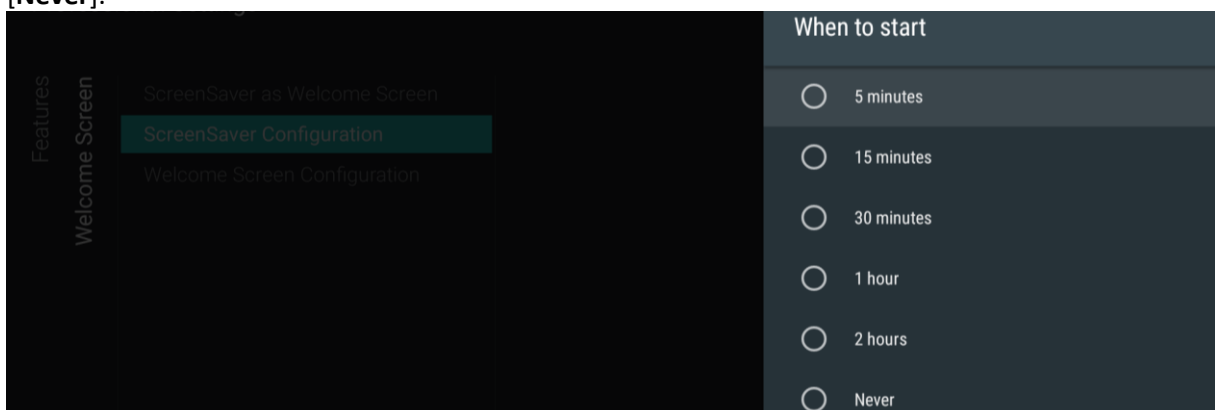 [Never].
When to start
Features
Welcome Screen
ScreenSaver as Welcome Screen
ScreenSaver Configuration
Welcome Screen Configuration
5 minutes
15 minutes
30 minutes
1 hour
2 hours
Never